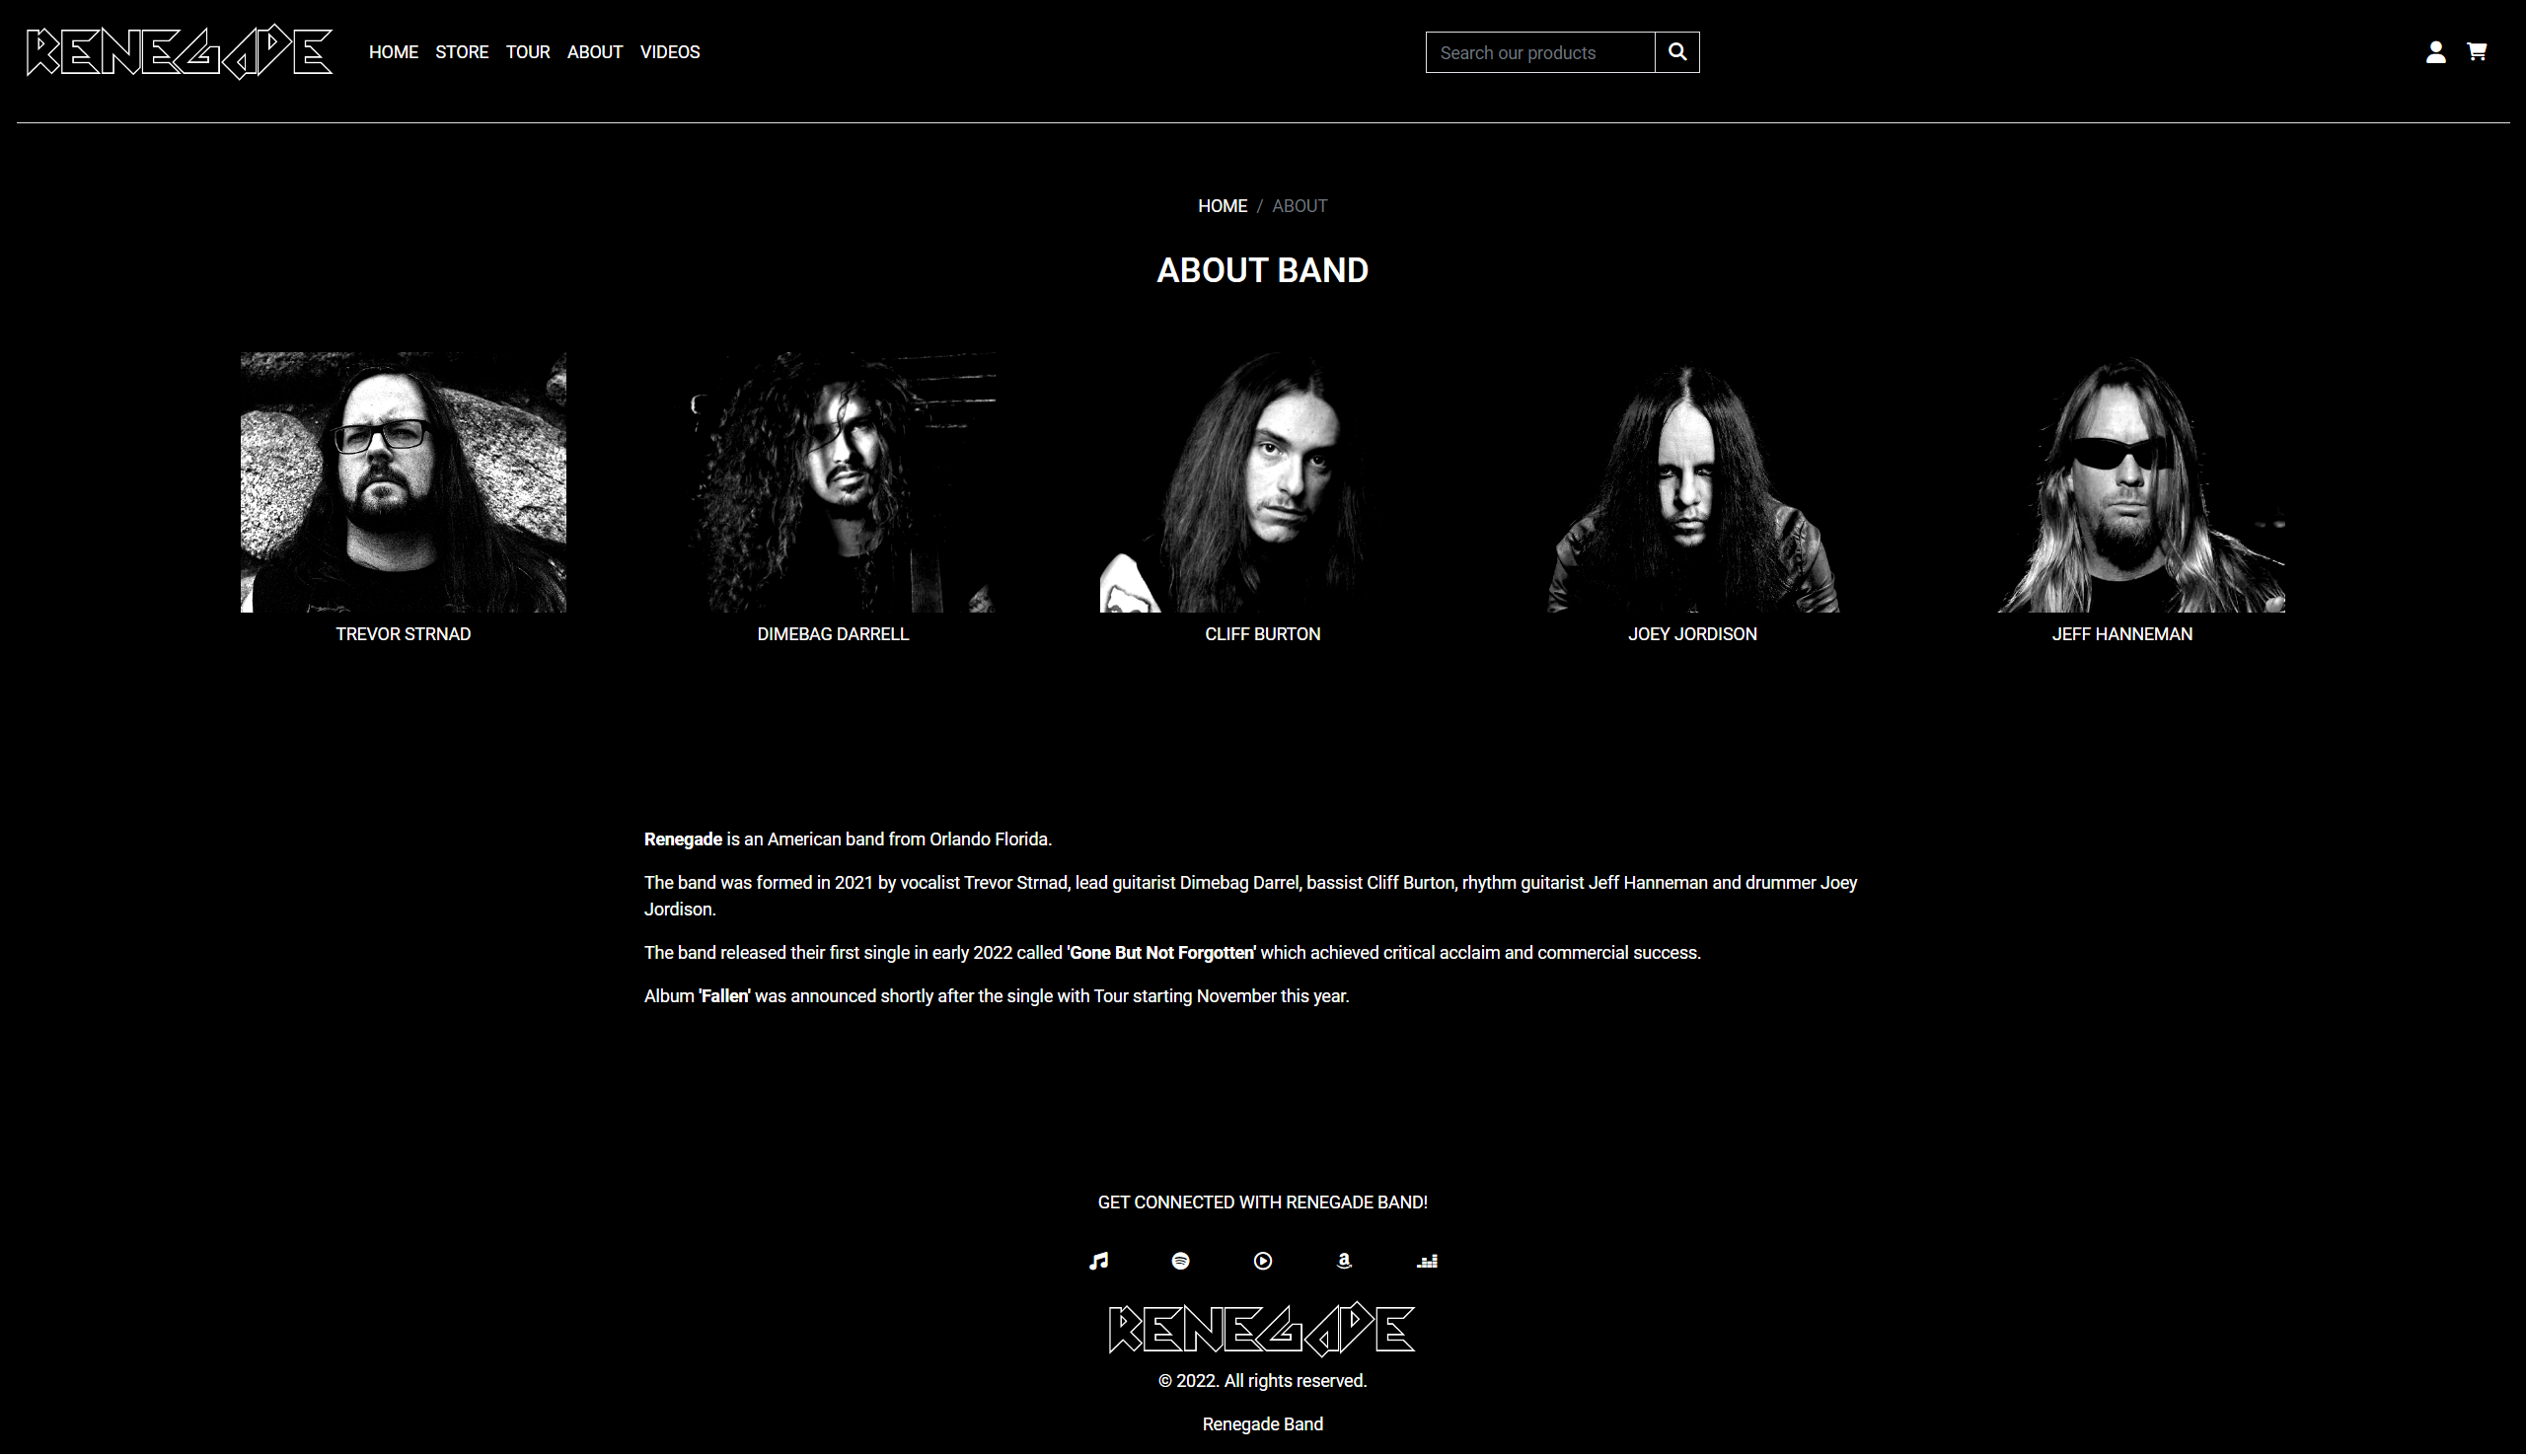 RENEGADE
HOME STORE TOUR ABOUT VIDEOS
Search our products
HOME / ABOUT
ABOUT BAND
TREVOR STRNAD
DIMEBAG DARRELL
CLIFF BURTON
JOEY JORDISON
JEFF HANNEMAN
Renegade is an American band from Orlando Florida.
The band was formed in 2021 by vocalist Trevor Strnad, lead guitarist Dimebag Darrel, bassist Cliff Burton, rhythm guitarist Jeff Hanneman and drummer Joey
Jordison.
The band released their first single in early 2022 called 'Gone But Not Forgotten' which achieved critical acclaim and commercial success.
Album 'Fallen' was announced shortly after the single with Tour starting November this year.
GET CONNECTED WITH RENEGADE BAND!
RENEGADE
© 2022. All rights reserved.
Renegade Band